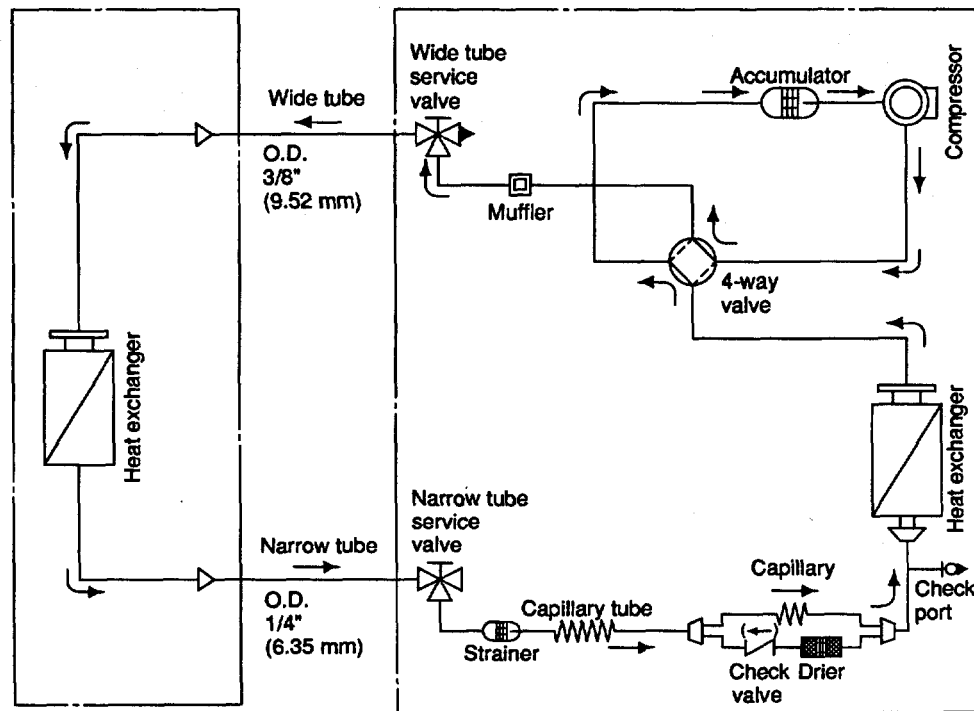 Wide tube
service
valve
Accumulator
Compressor
Wide tube
O.D.
3/8"
(9.52 mm)
Muffler
4-way
valve
Heat exchanger
Heat exchanger
Narrow tube
service
valve
Narrow tube
O.D.
1/4"
(6.35 mm)
Capillary
Check
port
Capillary tube
Strainer
Check Drier
valve